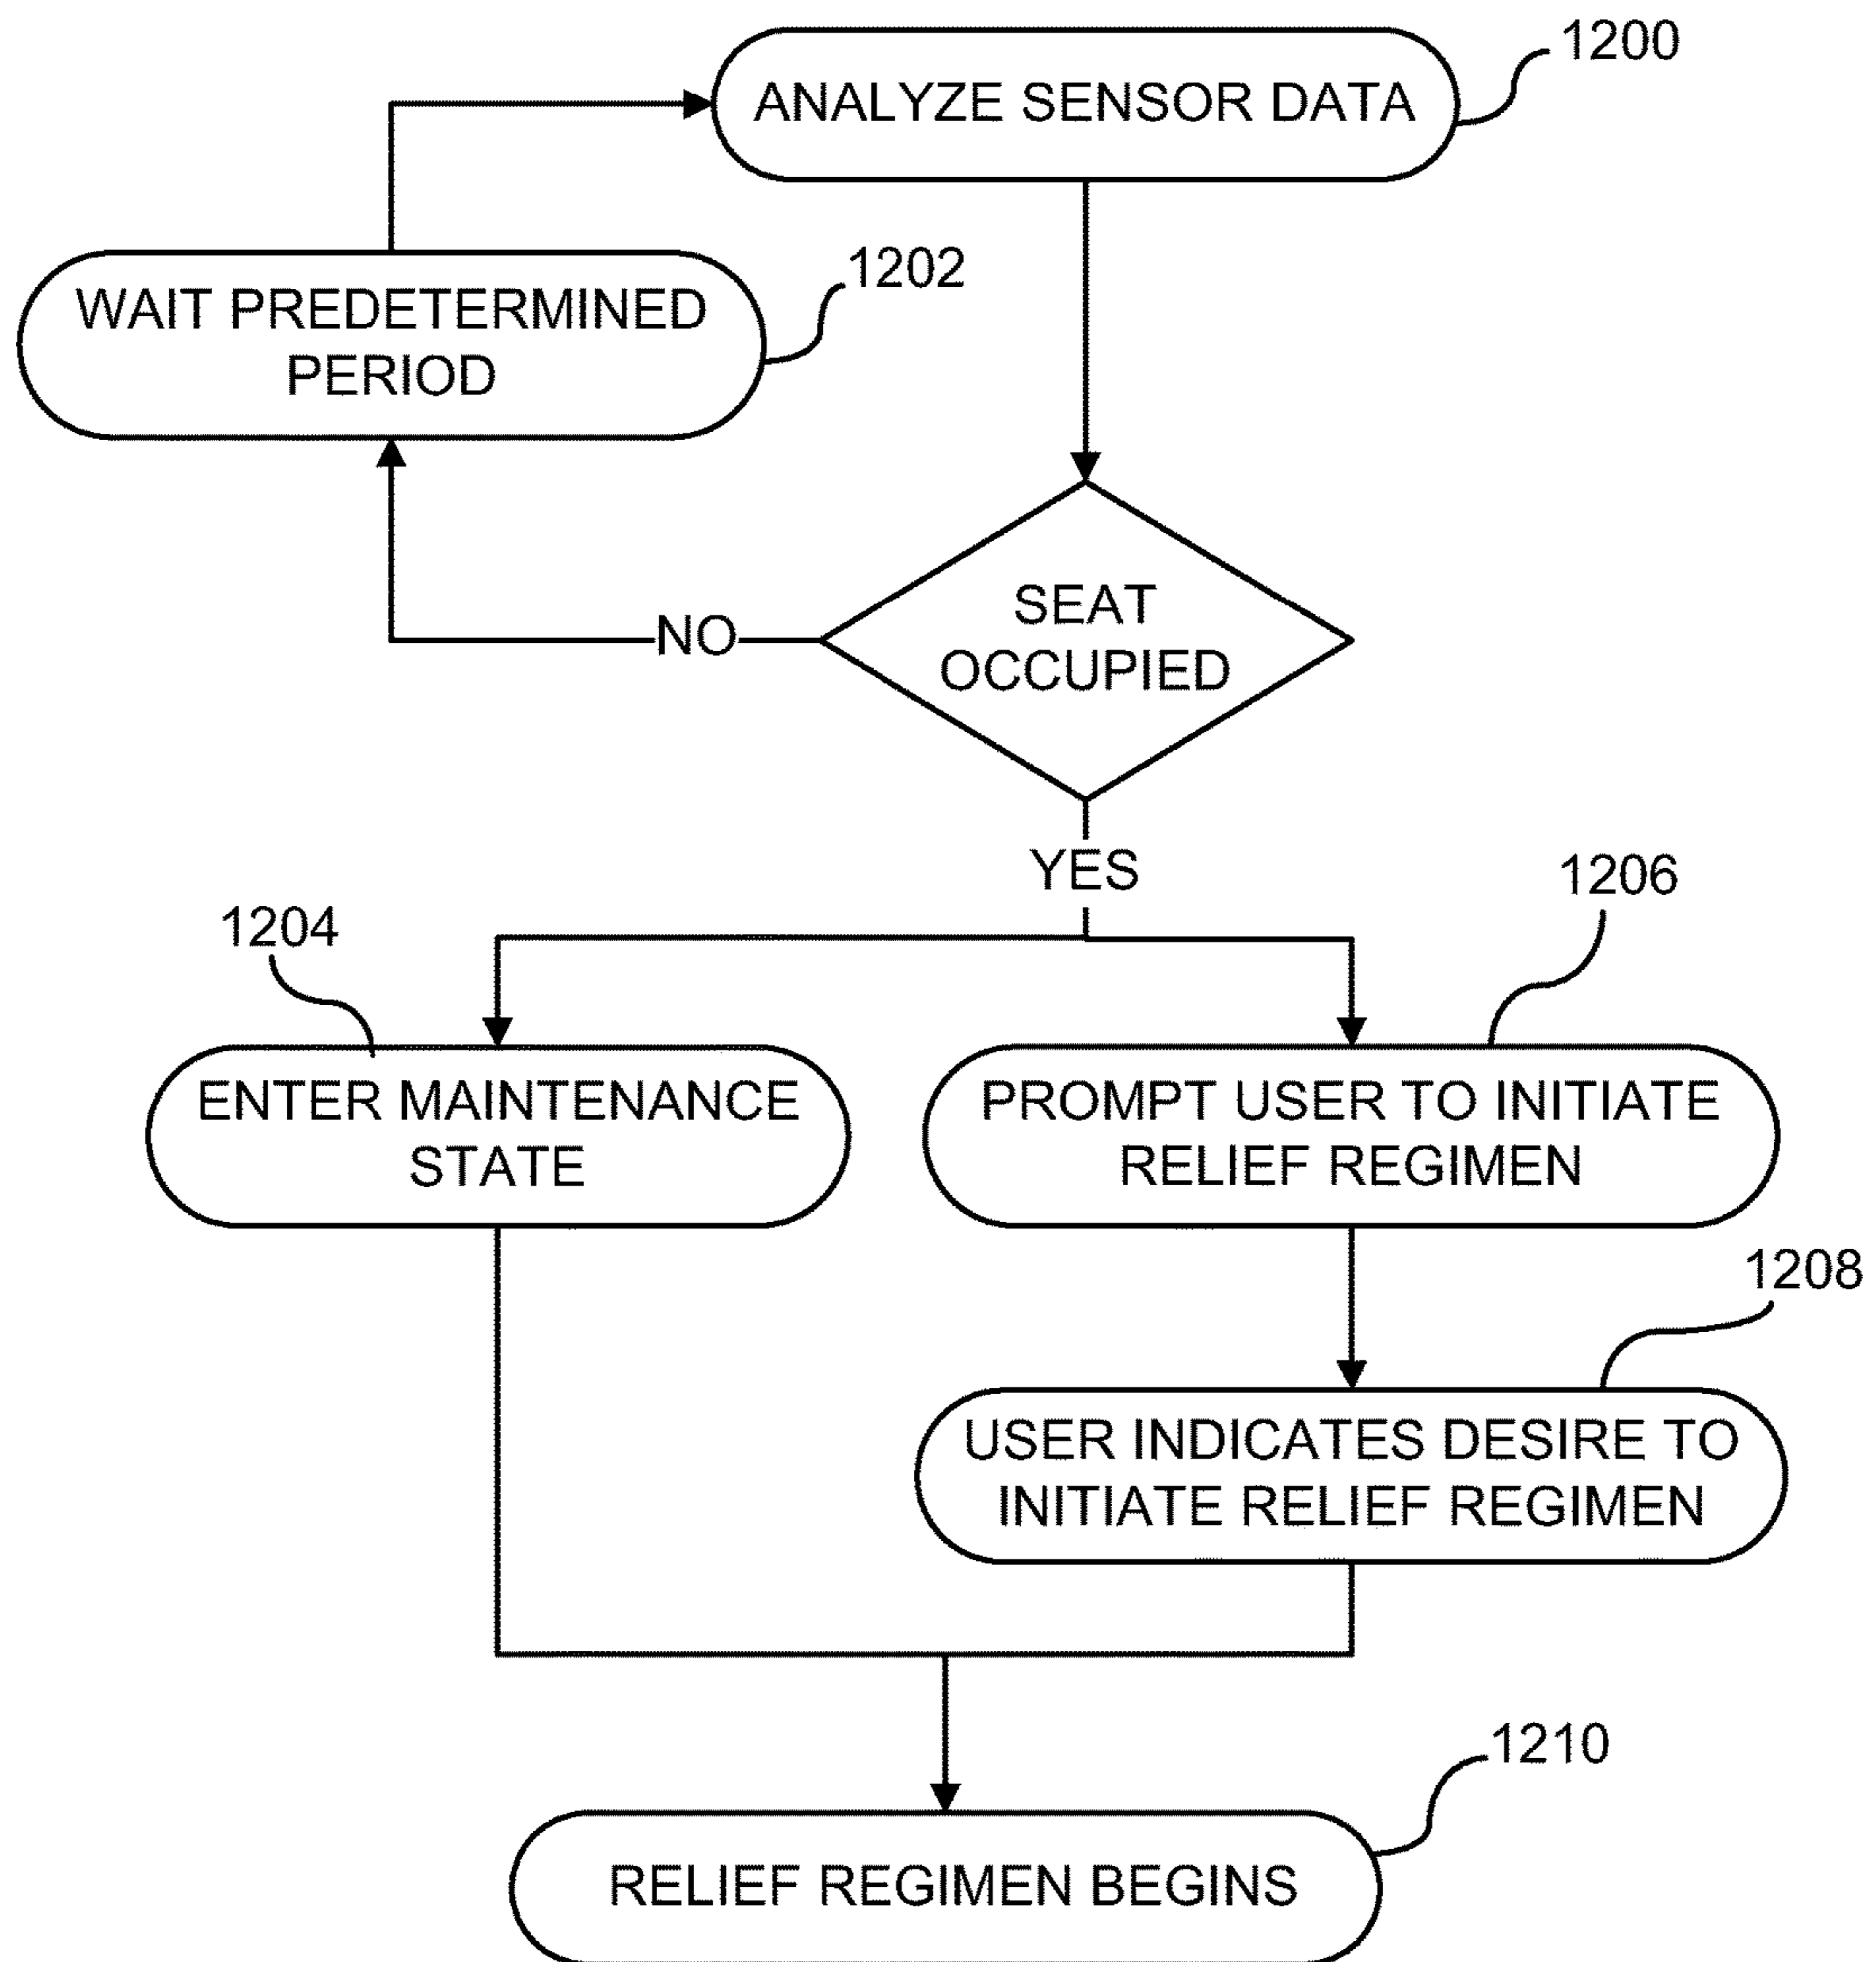 1200
ANALYZE SENSOR DATA
1202
WAIT PREDETERMINED
PERIOD
SEAT
OCCUPIED
NO
YES
1204
1206
ENTER MAINTENANCE
STATE
PROMPT USER TO INITIATE
RELIEF REGIMEN
1208
USER INDICATES DESIRE TO
INITIATE RELIEF REGIMEN
1210
RELIEF REGIMEN BEGINS